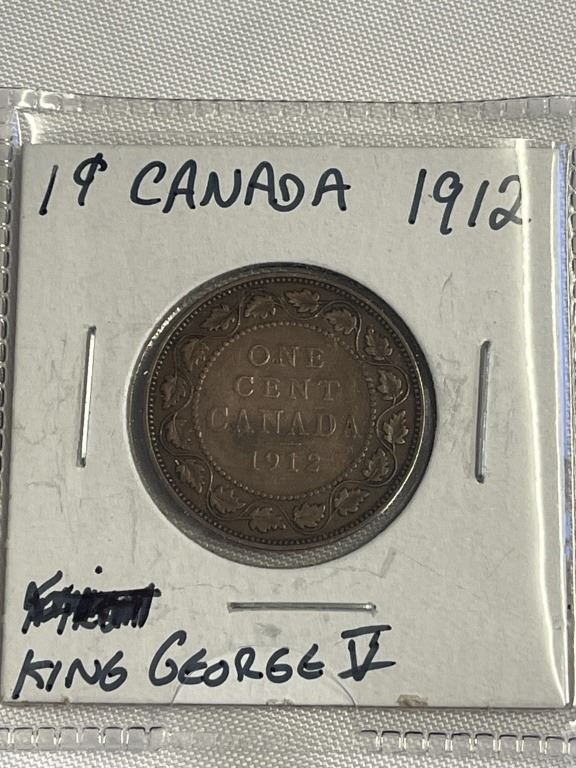 1¢ CANADA 1912
ONE
CENT
CANADA
1912
KING GEORGE V